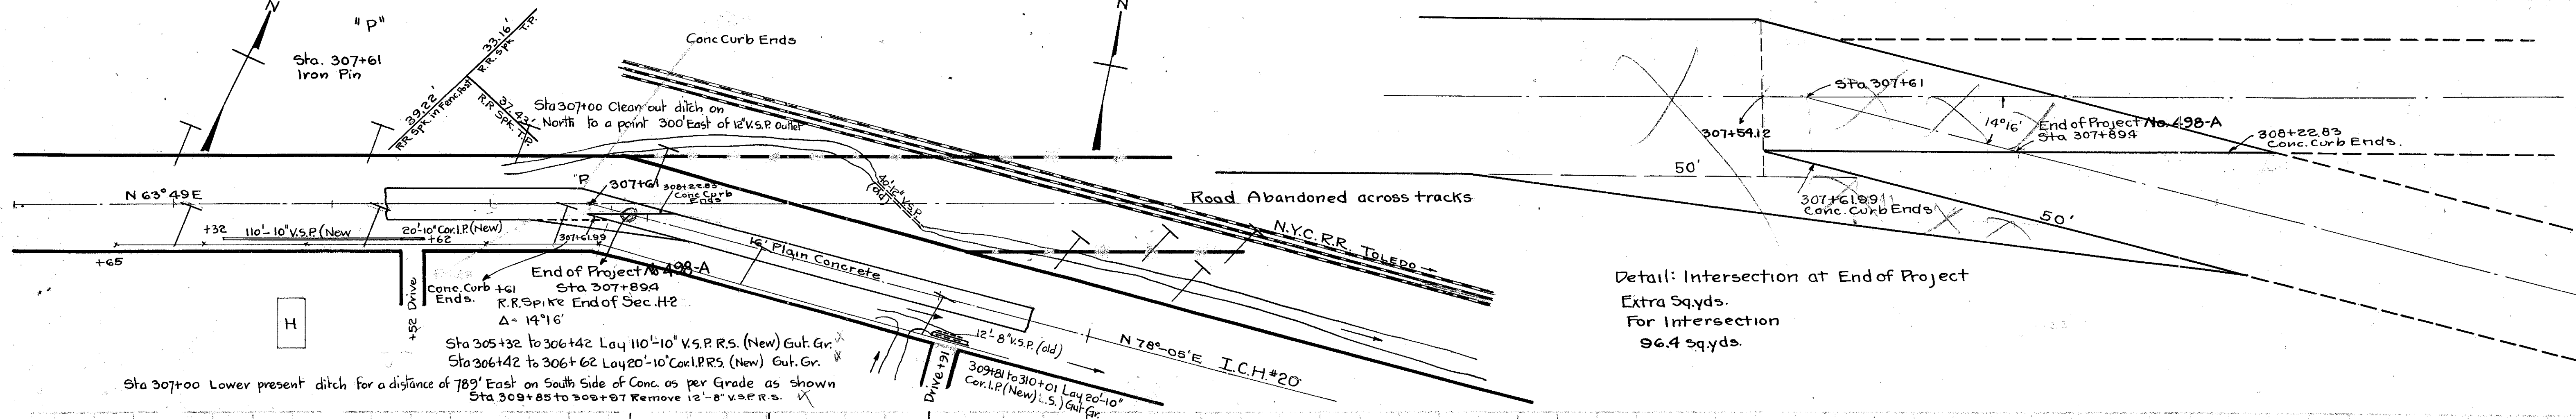 N
"P"
Sta. 307+61
Iron Pin
33.16'
R.R. Spk. T.P.
29.22'
R.R. Spk. in Fenc. Post
37.43'
R.R. Spk. T.P.
Conc Curb Ends
Sta 307+00 Clean out ditch on
North to a point 300' East of 12" V.S.P. Outlet
N
N 63°49E
"P"
307+61
308+22.83
Conc. Curb
Ends
40'-12" V.S.P.
(old)
Road Abandoned across tracks
N.Y.C. R.R. TOLEDO
+32
110'-10" V.S.P. (New
20'-10" Cor. I.P. (New)
+62
307+61.99
+65
16' Plain Concrete
End of Project No 498-A
Sta 307+894
R.R. Spike End of Sec. H-2
Δ= 14°16'
Conc. Curb
Ends.
+61
+52 Drive
H
Sta 305+32 to 306+42 Lay 110'-10" V.S.P. R.S. (New) Gut. Gr.
Sta 306+42 to 306+62 Lay 20'-10" Cor. I.P. R.S. (New) Gut. Gr.
Sta 307+00 Lower present ditch for a distance of 789' East on South Side of Conc. as per Grade as shown
Sta 309+85 to 309+97 Remove 12'-8" V.S.P. R.S.
12'-8" V.S.P. (old)
Drive +91
N 78°-05'E
I.C.H. #20
309+81 to 310+01 Lay 20'-10"
Cor. I.P. (New) L.S.) Gut Gr.
Sta 307+61
307+54.12
14°16'
End of Project No. 498-A
Sta 307+894
308+22.83
Conc. Curb Ends.
50'
307+61.99
Conc. Curb Ends
50'
Detail: Intersection at End of Project
Extra Sq. yds.
For Intersection
96.4 sq. yds.